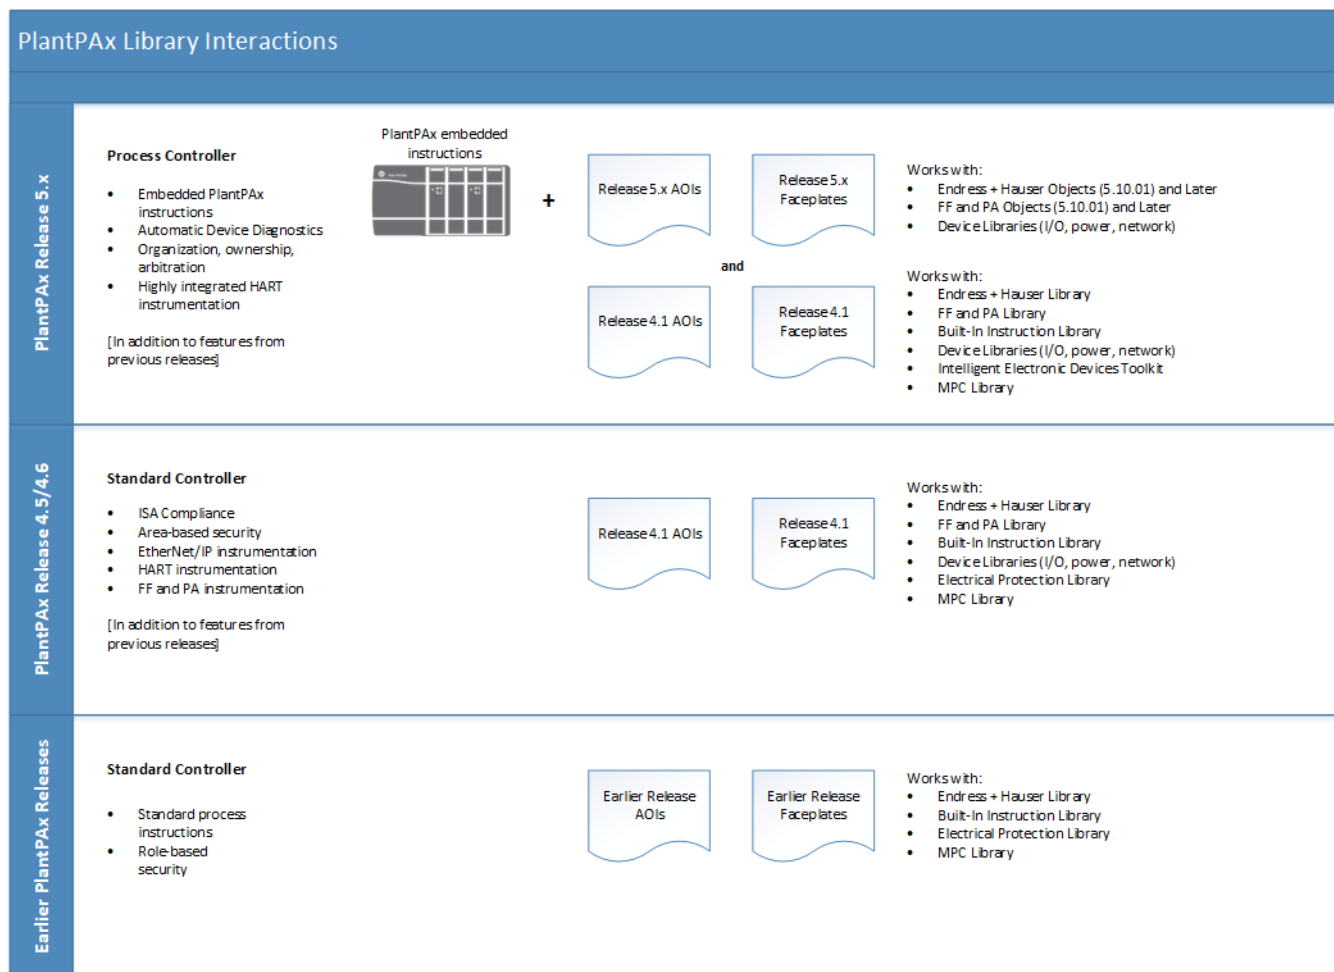 PlantPAx Library Interactions
PlantPAx Release 5.x
Process Controller
• Embedded PlantPAx
instructions
• Automatic Device Diagnostics
• Organization, ownership,
arbitration
• Highly integrated HART
instrumentation
[In addition to features from
previous releases]
PlantPAx embedded
instructions
+
Release 5.x AOIs
Release 5.x
Faceplates
Works with:
• Endress + Hauser Objects (5.10.01) and Later
• FF and PA Objects (5.10.01) and Later
• Device Libraries (I/O, power, network)
and
Release 4.1 AOIs
Release 4.1
Faceplates
Works with:
• Endress + Hauser Library
• FF and PA Library
• Built-In Instruction Library
• Device Libraries (I/O, power, network)
• Intelligent Electronic Devices Toolkit
• MPC Library
PlantPAx Release 4.5/4.6
Standard Controller
• ISA Compliance
• Area-based security
• EtherNet/IP instrumentation
• HART instrumentation
• FF and PA instrumentation
[In addition to features from
previous releases]
Release 4.1 AOIs
Release 4.1
Faceplates
Works with:
• Endress + Hauser Library
• FF and PA Library
• Built-In Instruction Library
• Device Libraries (I/O, power, network)
• Electrical Protection Library
• MPC Library
Earlier PlantPAx Releases
Standard Controller
• Standard process
instructions
• Role-based
security
Earlier Release
AOIs
Earlier Release
Faceplates
Works with:
• Endress + Hauser Library
• Built-In Instruction Library
• Electrical Protection Library
• MPC Library